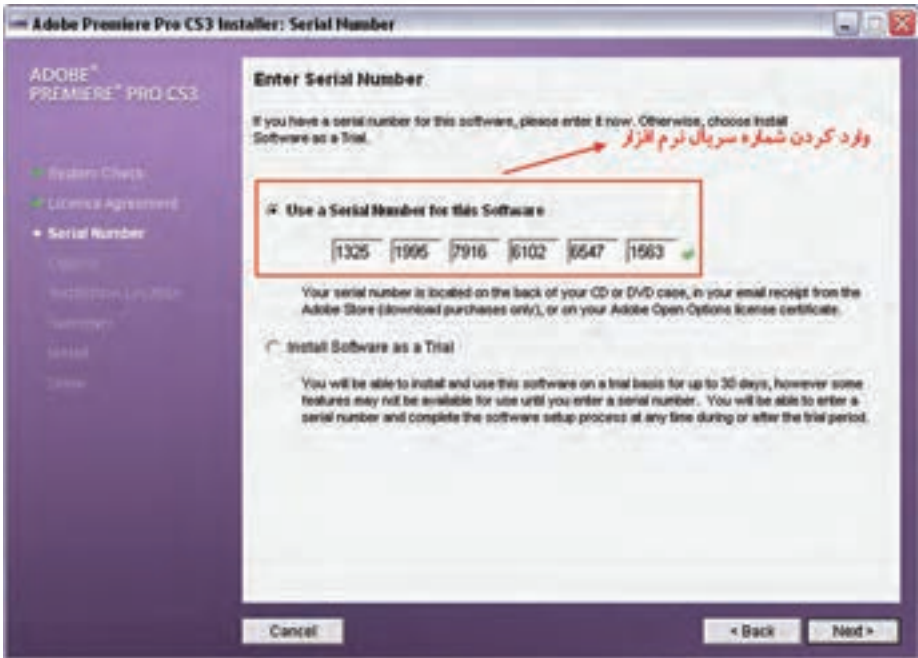 Adobe Premiere Pro CS3 Installer: Serial Number
ADOBE®
PREMIERE® PRO CS3
System Check
License Agreement
Serial Number
Options
Installation Location
Summary
Install
Enter Serial Number
If you have a serial number for this software, please enter it now. Otherwise, choose Install
Software as a Trial.
وارد کردن شماره سریال نرم افزار
Use a Serial Number for this Software
1325 1995 7916 6102 6547 1563
Your serial number is located on the back of your CD or DVD case, in your email receipt from the
Adobe Store (download purchases only), or on your Adobe Open Options license certificate.
Install Software as a Trial
You will be able to install and use this software on a trial basis for up to 30 days, however some
features may not be available for use until you enter a serial number. You will be able to enter a
serial number and complete the software setup process at any time during or after the trial period.
Cancel
< Back
Next >